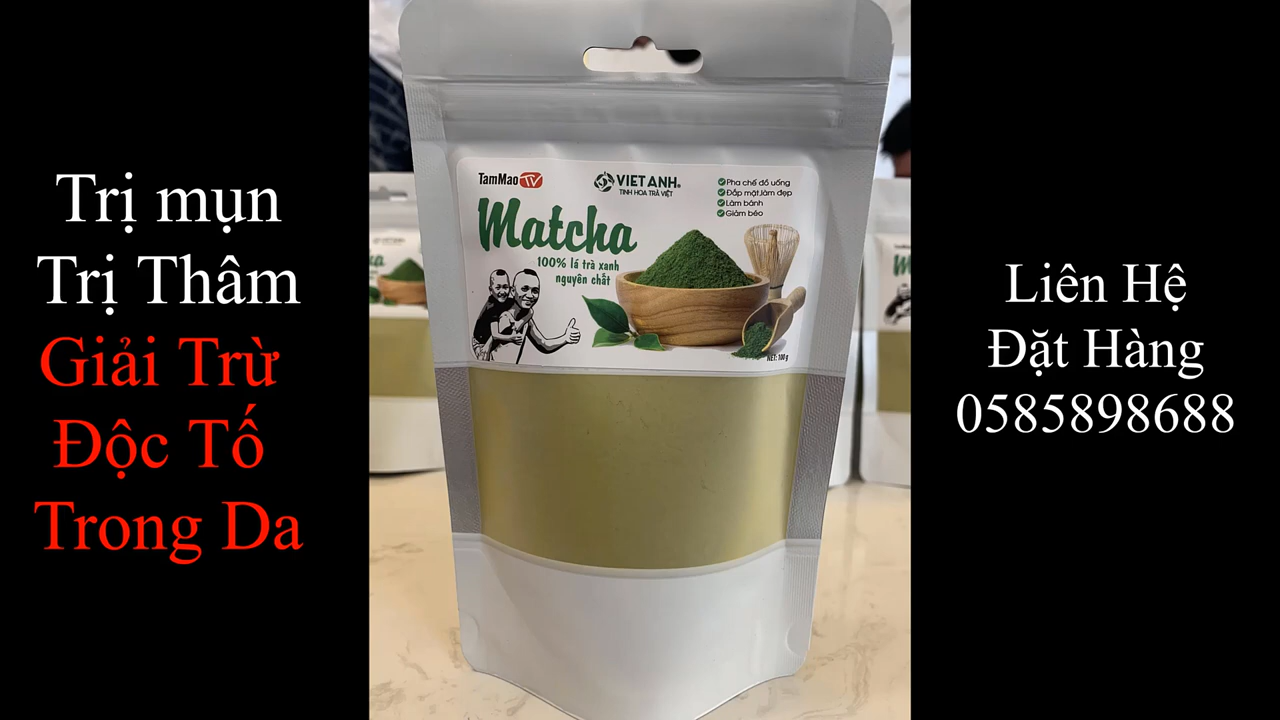 Trị mụn
Trị Thâm
Giải Trừ
Độc Tố
Trong Da
TamMao TV
VIET ANH®
TINH HOA TRÀ VIỆT
Pha chế đồ uống
Đắp mặt,làm đẹp
Làm bánh
Giảm béo
Matcha
100% lá trà xanh
nguyên chất
NET: 100g
Liên Hệ
Đặt Hàng
0585898688